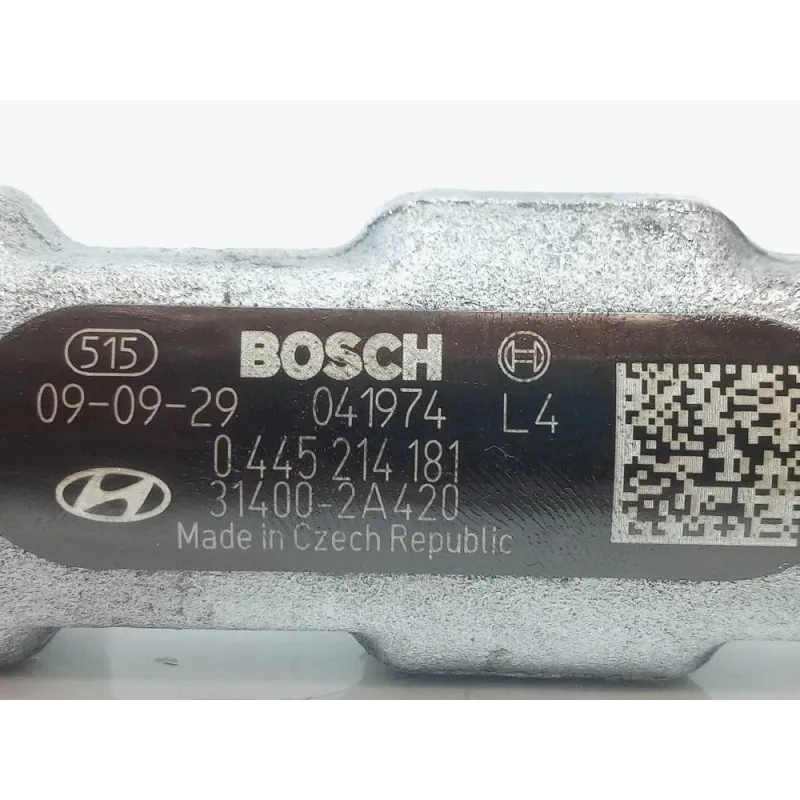 515 BOSCH
09-09-29 041974 L4
0 445 214 181
31400-2A420
Made in Czech Republic